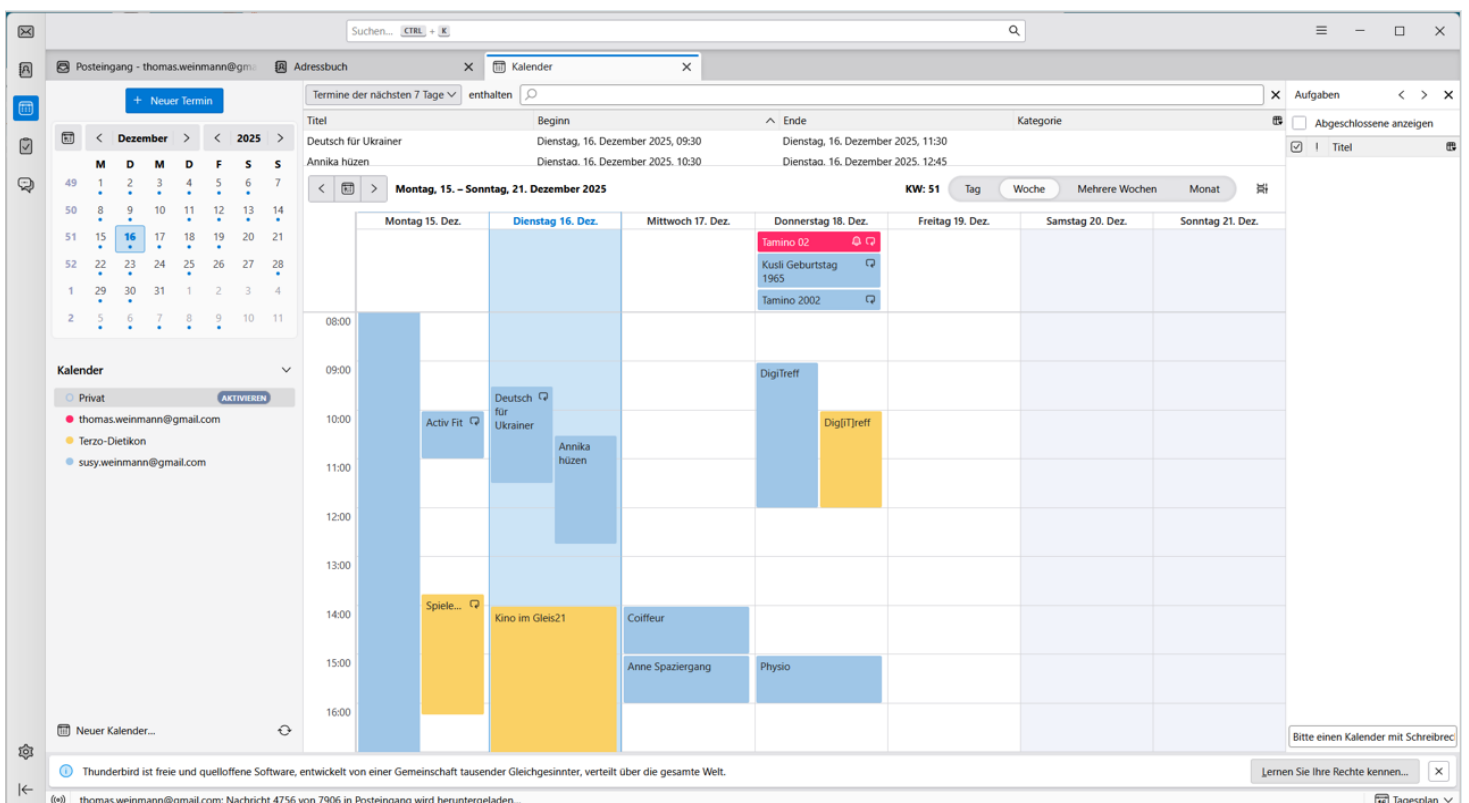 Suchen... CTRL + K
Posteingang - thomas.weinmann@gma
Adressbuch
Kalender
+ Neuer Termin
Dezember 2025
M D M D F S S
49 1 2 3 4 5 6 7
50 8 9 10 11 12 13 14
51 15 16 17 18 19 20 21
52 22 23 24 25 26 27 28
1 29 30 31 1 2 3 4
2 5 6 7 8 9 10 11
Kalender
Privat AKTIVIEREN
thomas.weinmann@gmail.com
Terzo-Dietikon
susy.weinmann@gmail.com
Neuer Kalender...
Termine der nächsten 7 Tage enthalten
Titel Beginn Ende Kategorie
Deutsch für Ukrainer Dienstag, 16. Dezember 2025, 09:30 Dienstag, 16. Dezember 2025, 11:30
Annika hüzen Dienstag, 16. Dezember 2025, 10:30 Dienstag, 16. Dezember 2025, 12:45
Montag, 15. – Sonntag, 21. Dezember 2025 KW: 51 Tag Woche Mehrere Wochen Monat
Montag 15. Dez. Dienstag 16. Dez. Mittwoch 17. Dez. Donnerstag 18. Dez. Freitag 19. Dez. Samstag 20. Dez. Sonntag 21. Dez.
Tamino 02
Kusli Geburtstag
1965
Tamino 2002
08:00
09:00
10:00
11:00
12:00
13:00
14:00
15:00
16:00
Activ Fit
Spiele...
Deutsch
für
Ukrainer
Annika
hüzen
Kino im Gleis21
Coiffeur
Anne Spaziergang
DigiTreff
Dig[iT]reff
Physio
Aufgaben
Abgeschlossene anzeigen
! Titel
Bitte einen Kalender mit Schreibrec
Thunderbird ist freie und quelloffene Software, entwickelt von einer Gemeinschaft tausender Gleichgesinnter, verteilt über die gesamte Welt.
Lernen Sie Ihre Rechte kennen...
thomas.weinmann@gmail.com: Nachricht 4756 von 7906 in Posteingang wird heruntergeladen...
Tagesplan